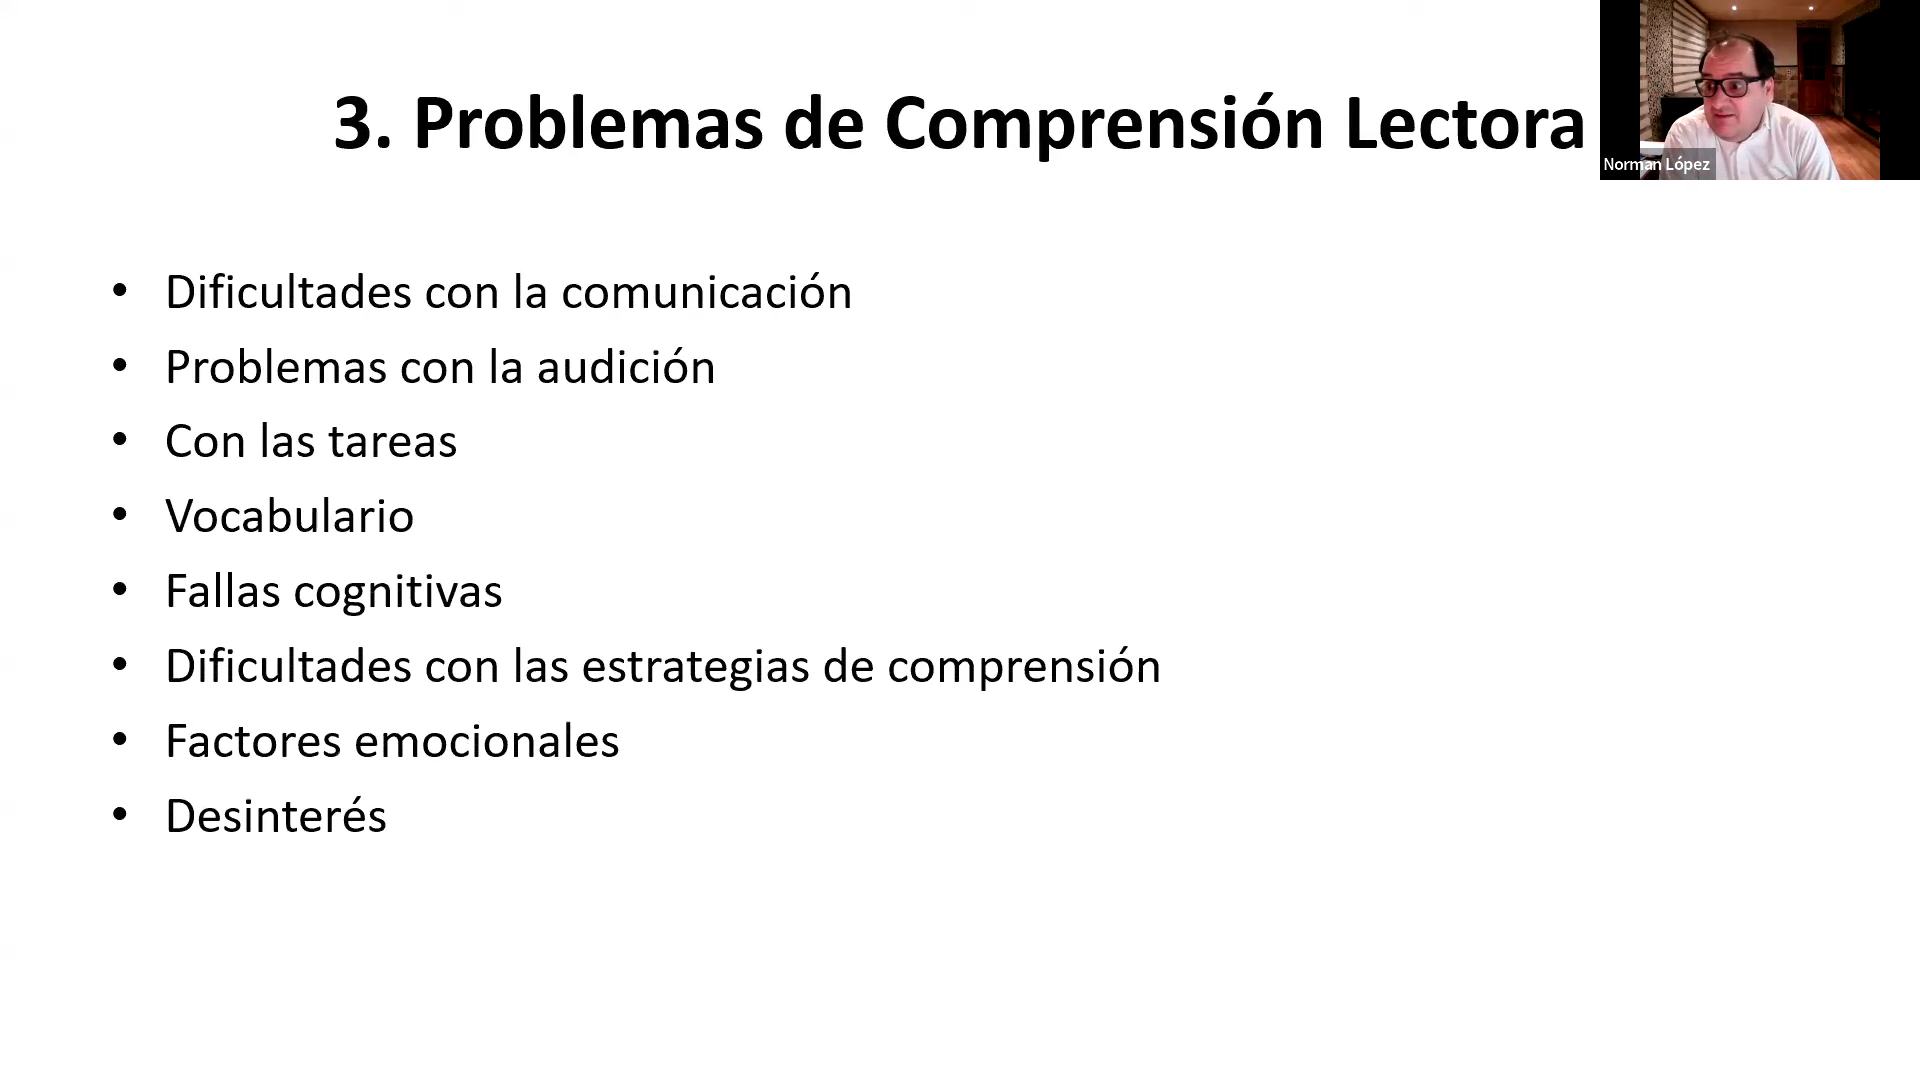 3. Problemas de Comprensión Lectora
Norman López
• Dificultades con la comunicación
• Problemas con la audición
• Con las tareas
• Vocabulario
• Fallas cognitivas
• Dificultades con las estrategias de comprensión
• Factores emocionales
• Desinterés